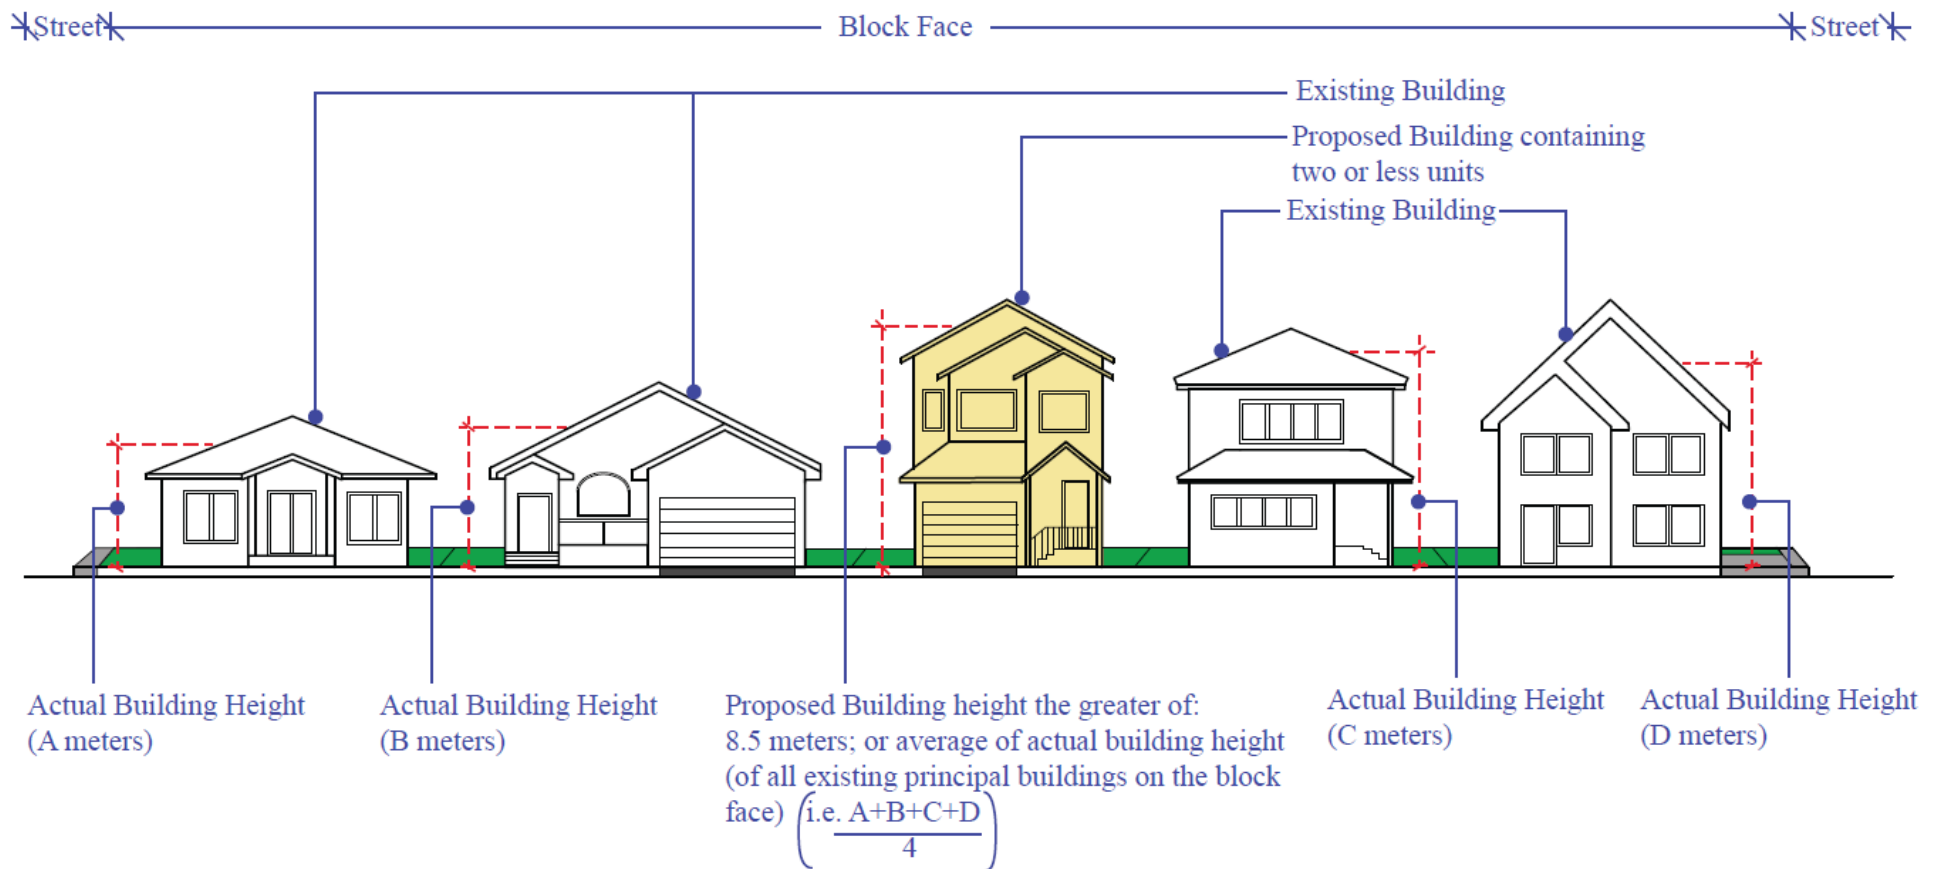 Street
Block Face
Street
Existing Building
Proposed Building containing
two or less units
Existing Building
Actual Building Height
(A meters)
Actual Building Height
(B meters)
Proposed Building height the greater of:
8.5 meters; or average of actual building height
(of all existing principal buildings on the block
face) (i.e. A+B+C+D
4)
Actual Building Height
(C meters)
Actual Building Height
(D meters)